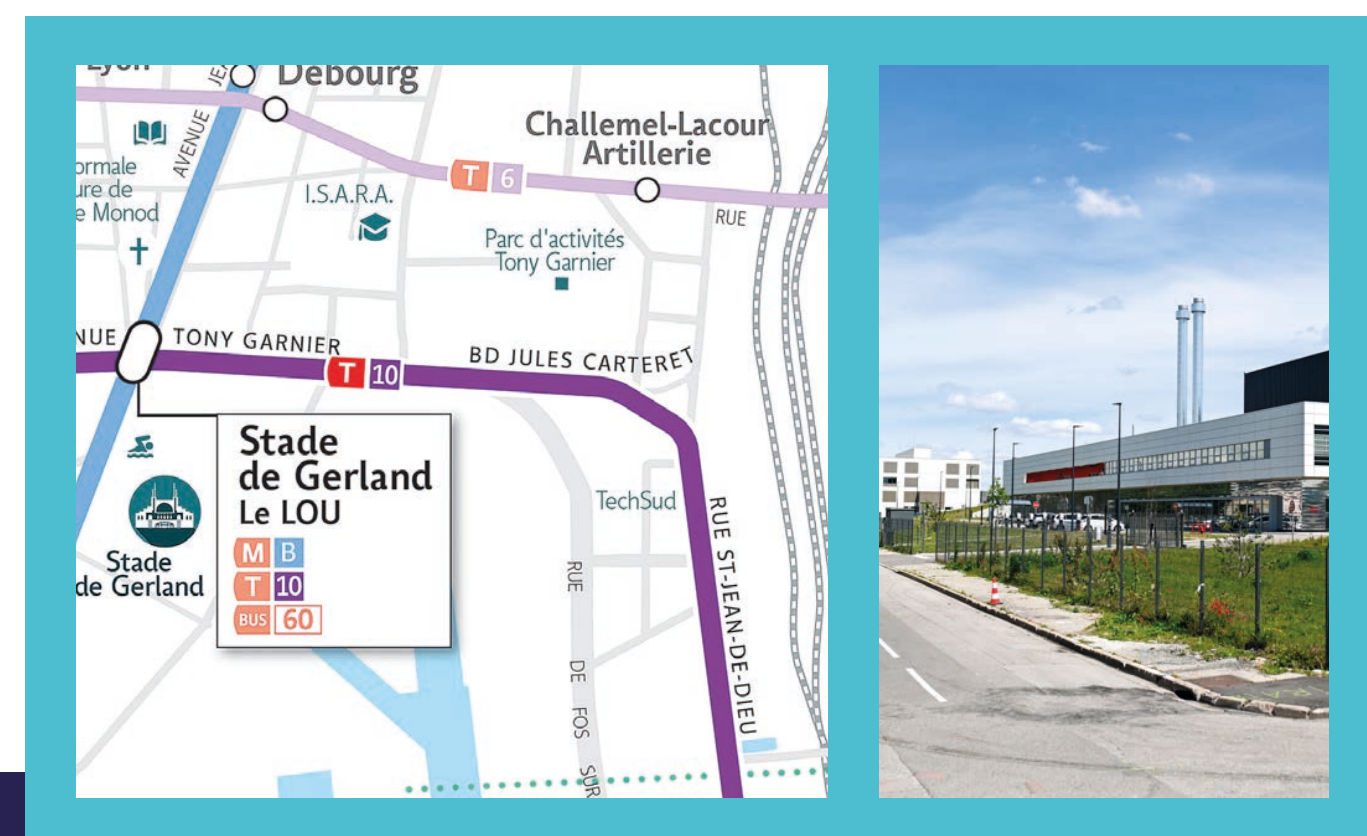 Lyon
JEA
Debourg
AVENUE
ormale
ure de
e Monod
I.S.A.R.A.
T 6
Challemel-Lacour
Artillerie
RUE
Parc d'activités
Tony Garnier
NUE
TONY GARNIER
T 10
BD JULES CARTERET
Stade
de Gerland
Le LOU
M B
T 10
BUS 60
Stade
de Gerland
TechSud
RUE ST-JEAN-DE-DIEU
RUE DE FOS SUR